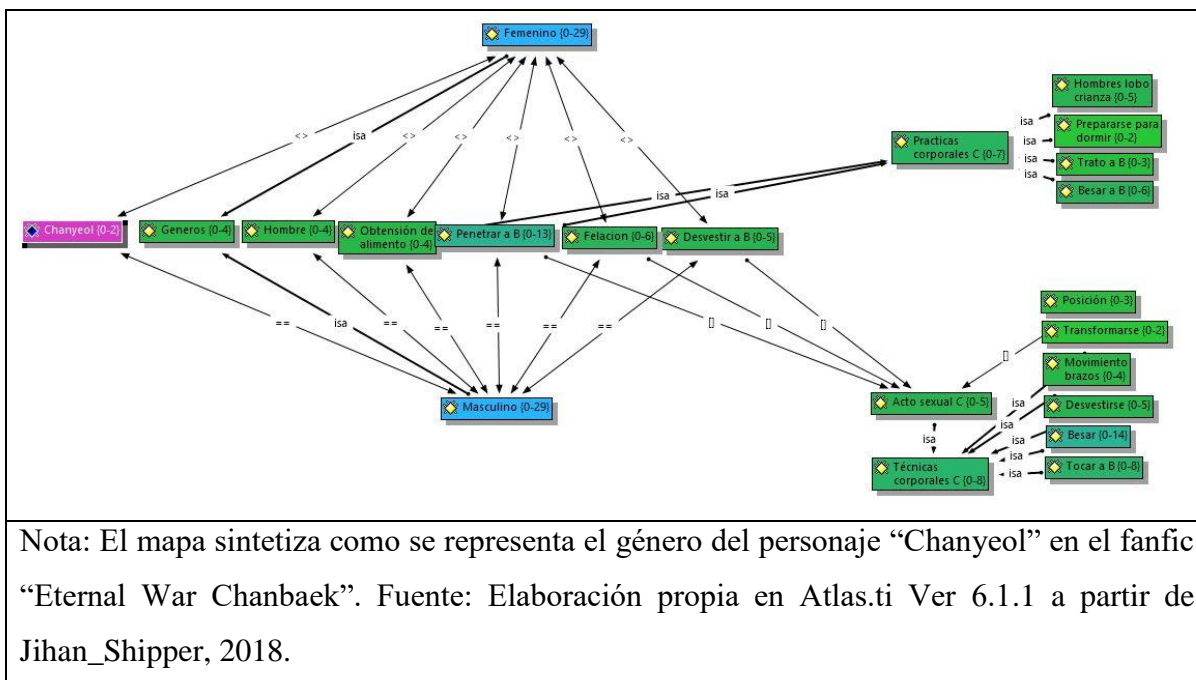 Femenino {0-29}
Hombres lobo
crianza {0-5}
isa
Prepararse para
dormir {0-2}
<>
isa
<>
<>
<>
<>
<>
Practicas
corporales C {0-7}
isa
isa
Trato a B {0-3}
isa
Besar a B {0-6}
isa
isa
Chanyeol {0-2}
Generos {0-4}
Hombre {0-4}
Obtención de
alimento {0-4}
Penetrar a B {0-13}
Felacion {0-6}
Desvestir a B {0-5}
Posición {0-3}
Transformarse {0-2}
==
isa
==
==
==
==
==
[]
[]
[]
[]
Movimiento
brazos {0-4}
Masculino {0-29}
Acto sexual C {0-5}
isa
Desvestirse {0-5}
isa
isa
isa
Besar {0-14}
isa
Técnicas
corporales C {0-8}
isa
Tocar a B {0-8}
Nota: El mapa sintetiza como se representa el género del personaje “Chanyeol” en el fanfic
“Eternal War Chanbaek”. Fuente: Elaboración propia en Atlas.ti Ver 6.1.1 a partir de
Jihan_Shipper, 2018.